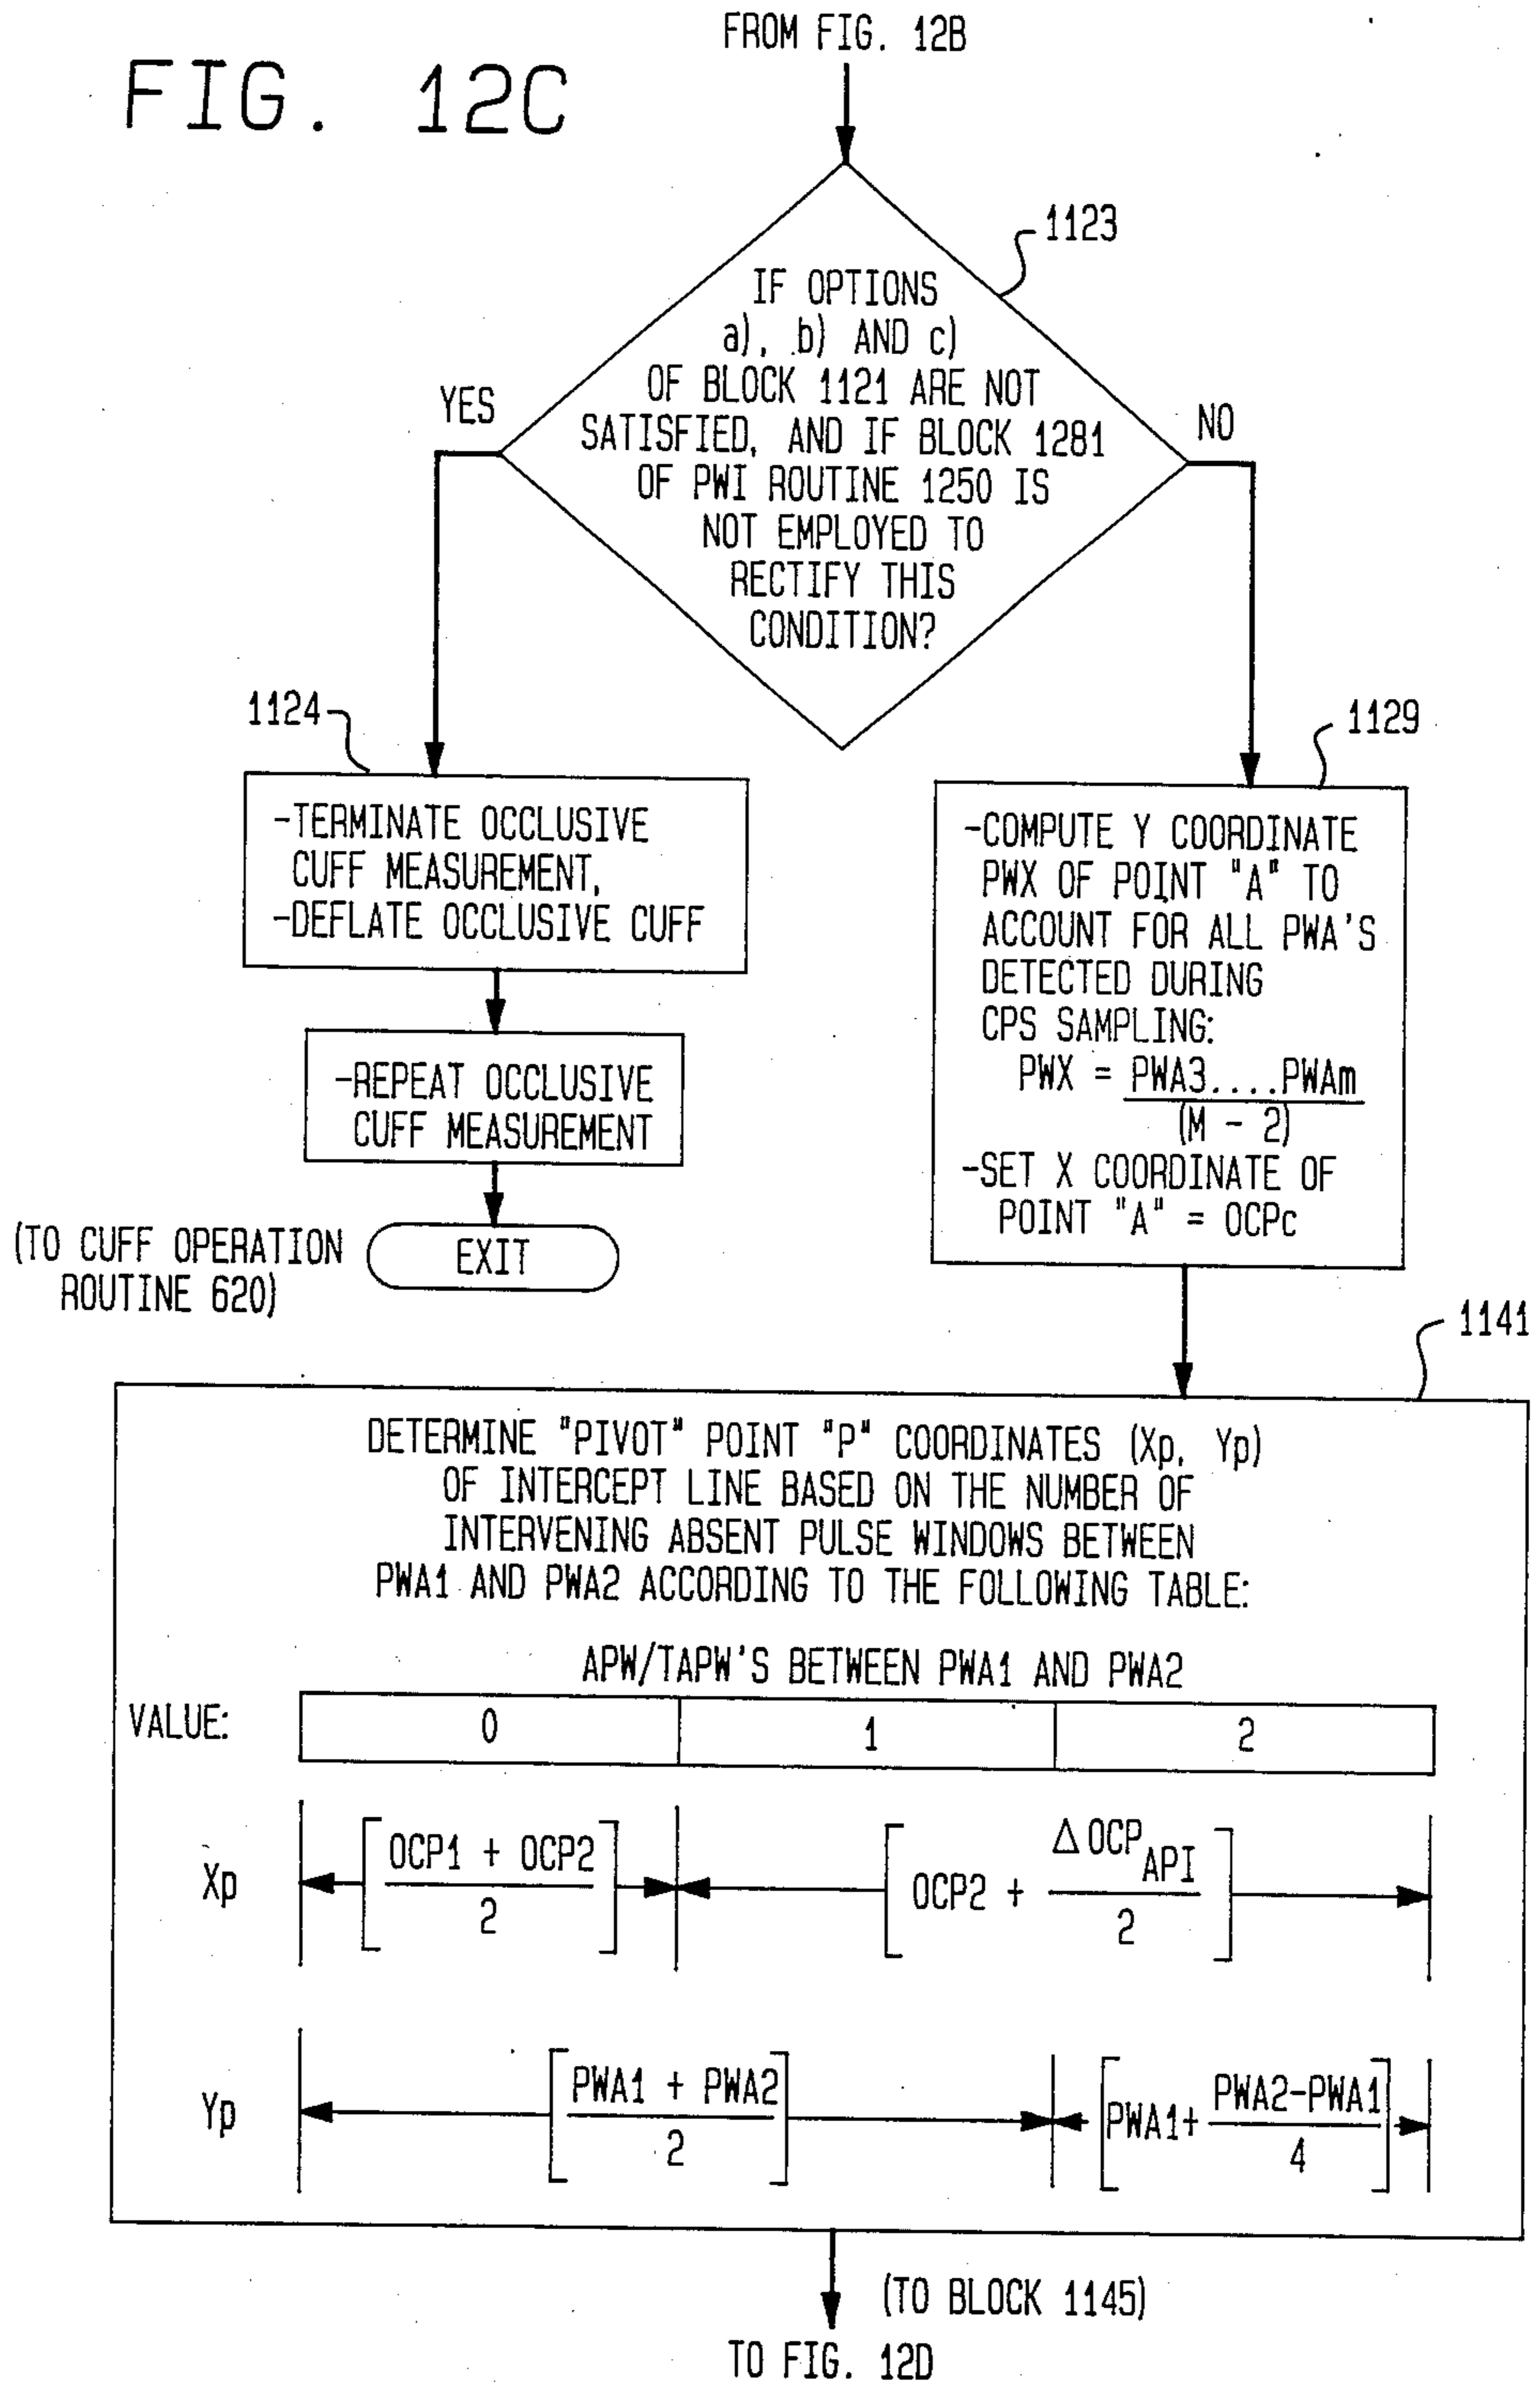 FROM FIG. 12B
FIG. 12C
1123
IF OPTIONS
a), b) AND c)
OF BLOCK 1121 ARE NOT
SATISFIED, AND IF BLOCK 1281
OF PWI ROUTINE 1250 IS
NOT EMPLOYED TO
RECTIFY THIS
CONDITION?
YES
NO
1124
-TERMINATE OCCLUSIVE
CUFF MEASUREMENT,
-DEFLATE OCCLUSIVE CUFF
-REPEAT OCCLUSIVE
CUFF MEASUREMENT
(TO CUFF OPERATION
ROUTINE 620)
EXIT
1129
-COMPUTE Y COORDINATE
PWX OF POINT "A" TO
ACCOUNT FOR ALL PWA'S
DETECTED DURING
CPS SAMPLING:
PWX = PWA3....PWAm
(M - 2)
-SET X COORDINATE OF
POINT "A" = OCPc
1141
DETERMINE "PIVOT" POINT "P" COORDINATES (Xp, Yp)
OF INTERCEPT LINE BASED ON THE NUMBER OF
INTERVENING ABSENT PULSE WINDOWS BETWEEN
PWA1 AND PWA2 ACCORDING TO THE FOLLOWING TABLE:
APW/TAPW'S BETWEEN PWA1 AND PWA2
VALUE: 0 1 2
Xp [OCP1 + OCP2 / 2] [OCP2 + ΔOCP API / 2]
Yp [PWA1 + PWA2 / 2] [PWA1+ PWA2-PWA1 / 4]
(TO BLOCK 1145)
TO FIG. 12D